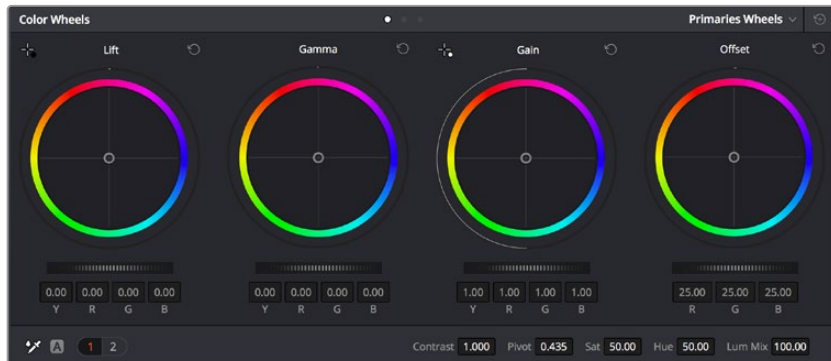 Color Wheels Primaries Wheels
Lift Gamma Gain Offset
0.00 0.00 0.00 0.00 0.00 0.00 0.00 0.00 1.00 1.00 1.00 1.00 25.00 25.00 25.00
Y R G B Y R G B Y R G B R G B
A 1 2 Contrast 1.000 Pivot 0.435 Sat 50.00 Hue 50.00 Lum Mix 100.00